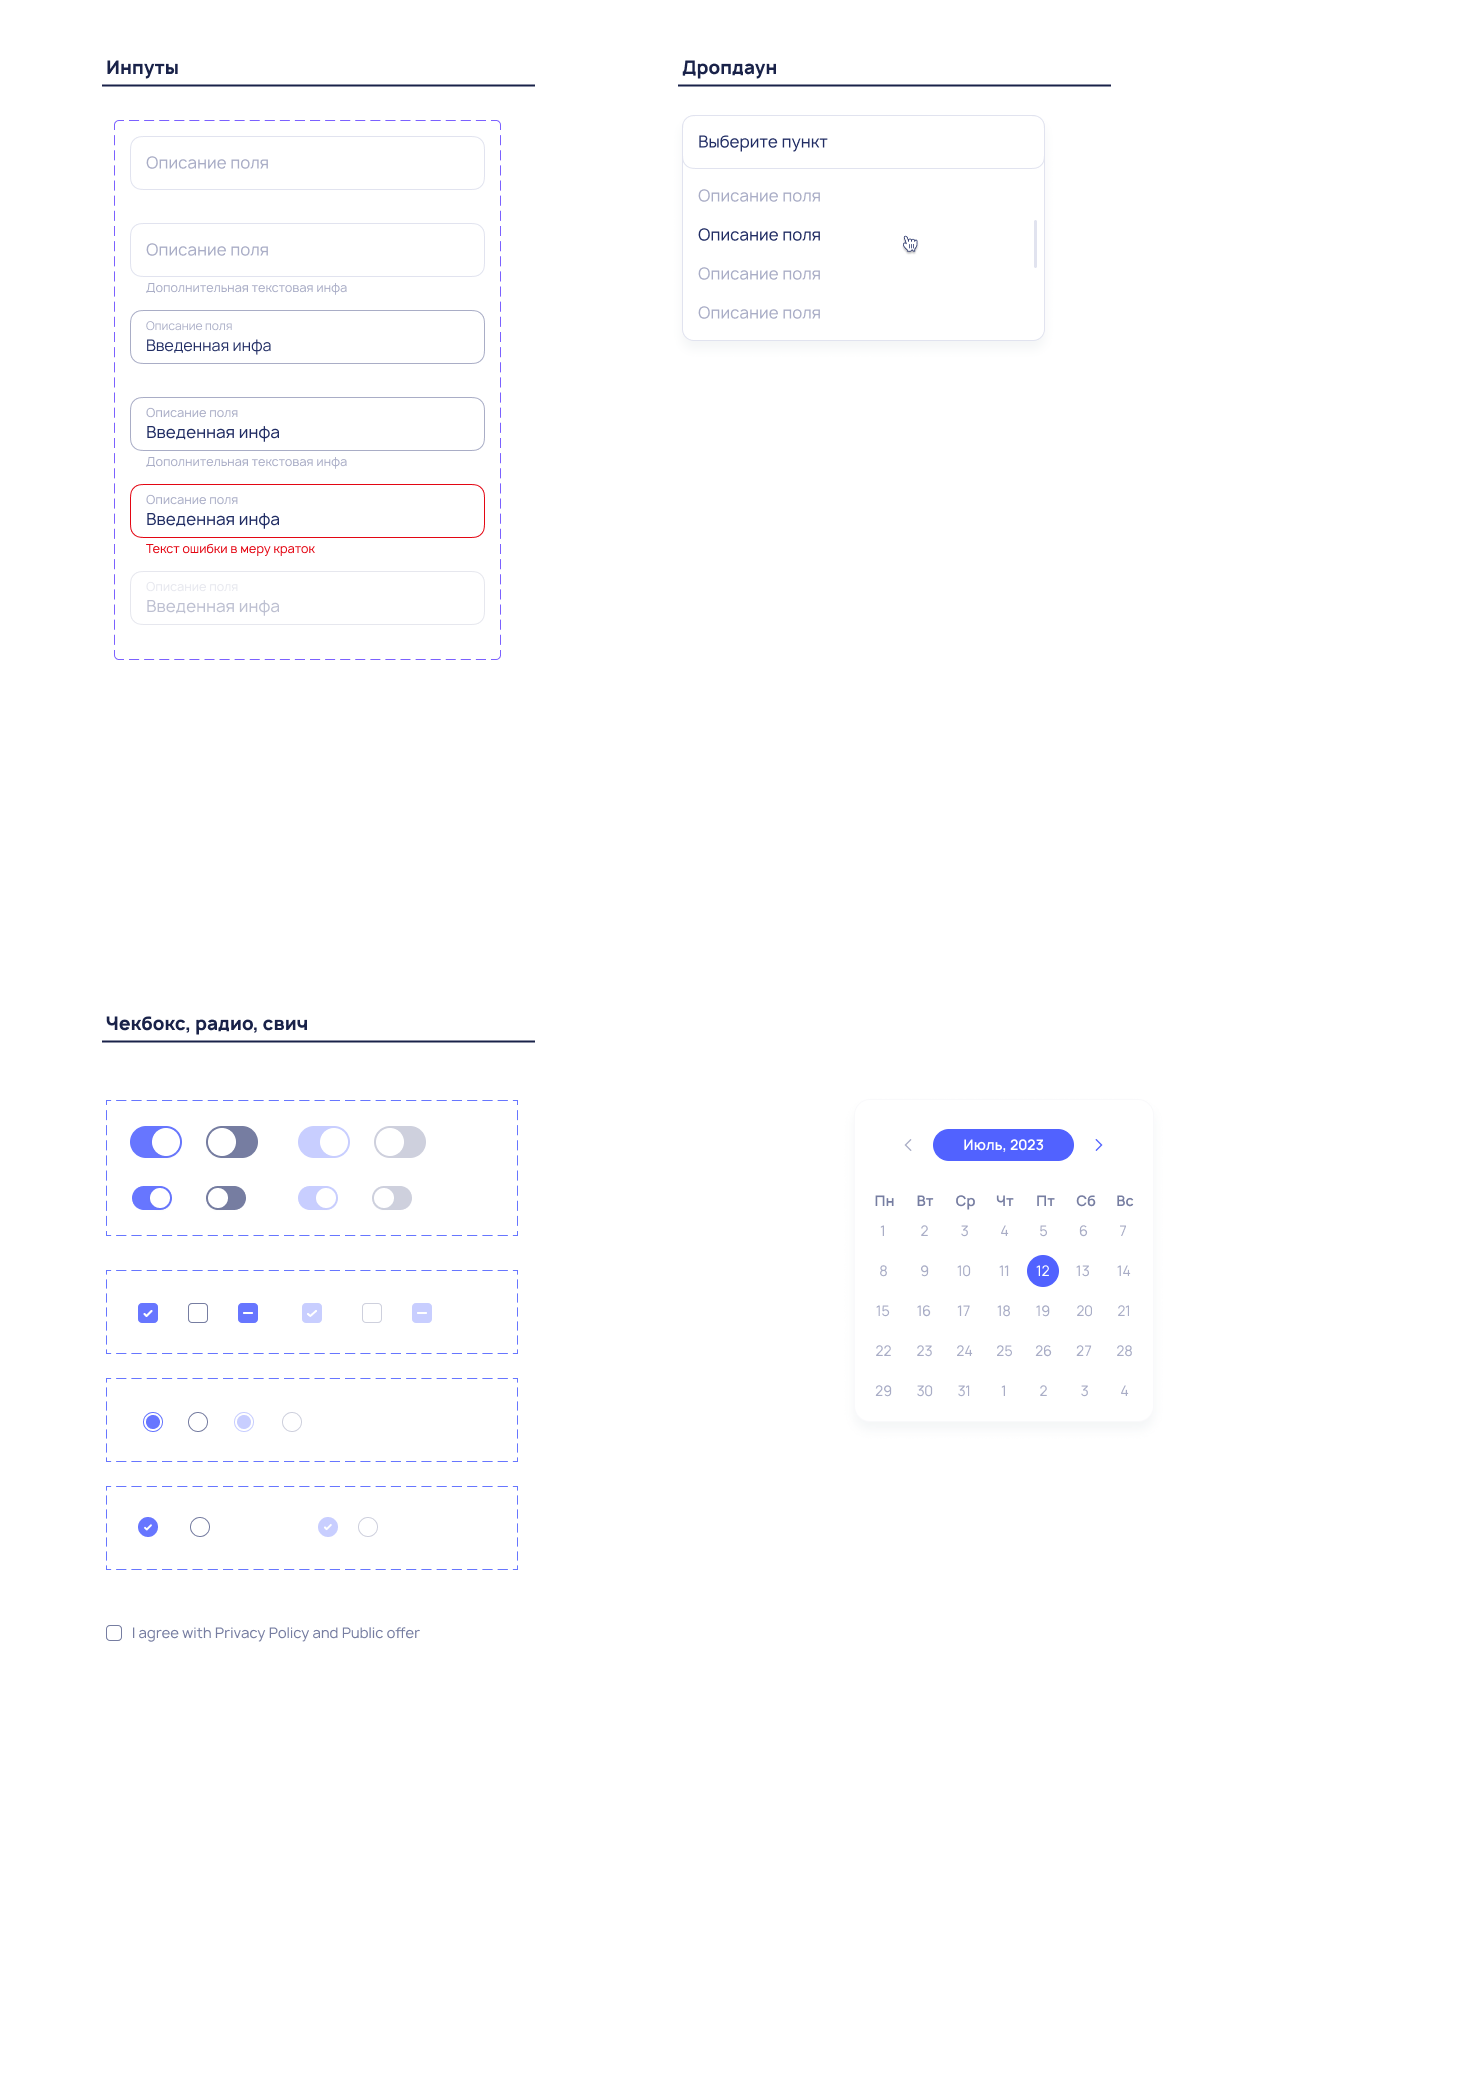 Инпуты
Описание поля
Описание поля
Дополнительная текстовая инфа
Описание поля
Введенная инфа
Описание поля
Введенная инфа
Дополнительная текстовая инфа
Описание поля
Введенная инфа
Текст ошибки в меру краток
Описание поля
Введенная инфа
Дропдаун
Выберите пункт
Описание поля
Описание поля
Описание поля
Описание поля
Чекбокс, радио, свич
I agree with Privacy Policy and Public offer
Июль, 2023
Пн Вт Ср Чт Пт Сб Вс
1 2 3 4 5 6 7
8 9 10 11 12 13 14
15 16 17 18 19 20 21
22 23 24 25 26 27 28
29 30 31 1 2 3 4